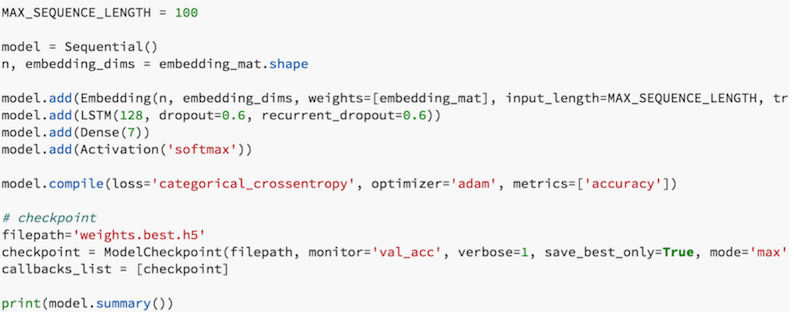 MAX_SEQUENCE_LENGTH = 100
model = Sequential()
n, embedding_dims = embedding_mat.shape
model.add(Embedding(n, embedding_dims, weights=[embedding_mat], input_length=MAX_SEQUENCE_LENGTH, tr
model.add(LSTM(128, dropout=0.6, recurrent_dropout=0.6))
model.add(Dense(7))
model.add(Activation('softmax'))
model.compile(loss='categorical_crossentropy', optimizer='adam', metrics=['accuracy'])
# checkpoint
filepath='weights.best.h5'
checkpoint = ModelCheckpoint(filepath, monitor='val_acc', verbose=1, save_best_only=True, mode='max'
callbacks_list = [checkpoint]
print(model.summary())